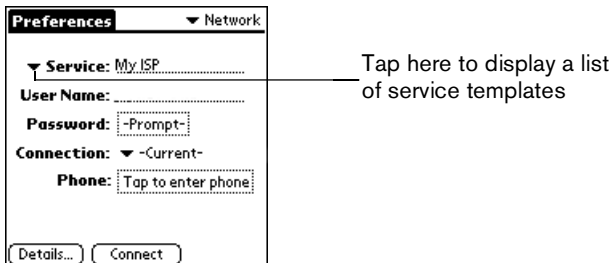 Preferences Network
Service: My ISP
Tap here to display a list
of service templates
User Name:
Password: -Prompt-
Connection: -Current-
Phone: Tap to enter phone
Details... Connect